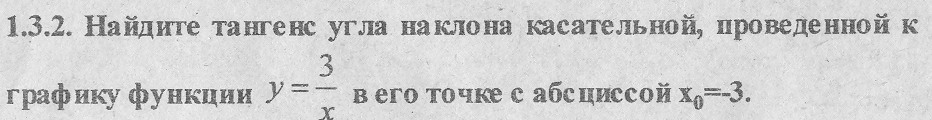 1.3.2. Найдите тангенс угла наклона касательной, проведенной к
графику функции y = 3/x в его точке с абсциссой x₀=-3.